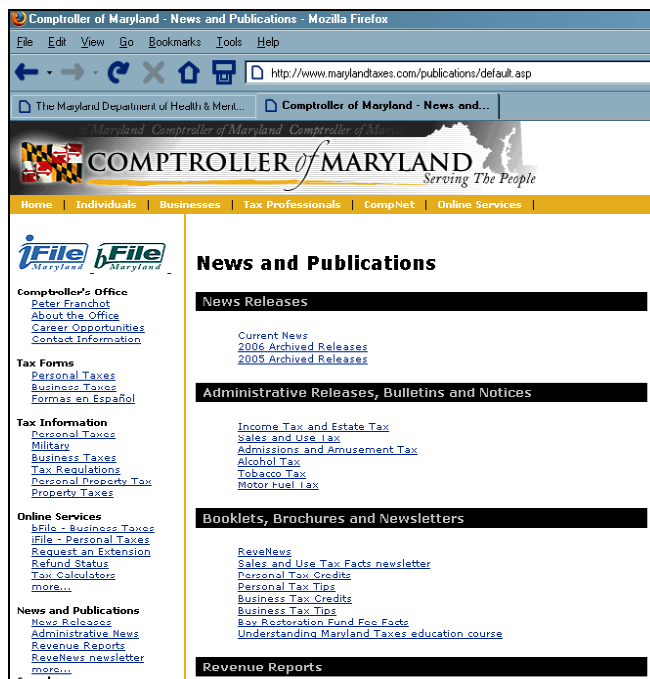 Comptroller of Maryland - News and Publications - Mozilla Firefox
File Edit View Go Bookmarks Tools Help
http://www.marylandtaxes.com/publications/default.asp
The Maryland Department of Health & Ment... Comptroller of Maryland - News and...
of Maryland Comptroller of Maryland Comptroller of Mary
COMPTROLLER of MARYLAND
Serving The People
Home | Individuals | Businesses | Tax Professionals | CompNet | Online Services |
iFile Maryland bFile Maryland
Comptroller's Office
Peter Franchot
About the Office
Career Opportunities
Contact Information
Tax Forms
Personal Taxes
Business Taxes
Formas en Español
Tax Information
Personal Taxes
Military
Business Taxes
Tax Regulations
Personal Property Tax
Property Taxes
Online Services
bFile - Business Taxes
iFile - Personal Taxes
Request an Extension
Refund Status
Tax Calculators
more...
News and Publications
News Releases
Administrative News
Revenue Reports
ReveNews newsletter
more...
News and Publications
News Releases
Current News
2006 Archived Releases
2005 Archived Releases
Administrative Releases, Bulletins and Notices
Income Tax and Estate Tax
Sales and Use Tax
Admissions and Amusement Tax
Alcohol Tax
Tobacco Tax
Motor Fuel Tax
Booklets, Brochures and Newsletters
ReveNews
Sales and Use Tax Facts newsletter
Personal Tax Credits
Personal Tax Tips
Business Tax Credits
Business Tax Tips
Bay Restoration Fund Fee Facts
Understanding Maryland Taxes education course
Revenue Reports